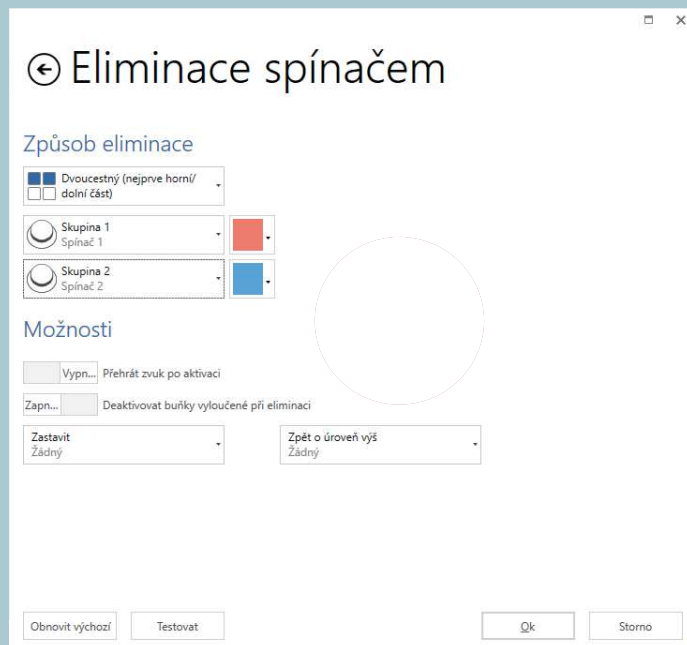 Eliminace spínačem
Způsob eliminace
Dvoucestný (nejprve horní/
dolní část)
Skupina 1
Spínač 1
Skupina 2
Spínač 2
Možnosti
Vypn... Přehrát zvuk po aktivaci
Zapn... Deaktivovat buňky vyloučené při eliminaci
Zastavit
Žádný
Zpět o úroveň výš
Žádný
Obnovit výchozí Testovat Ok Storno